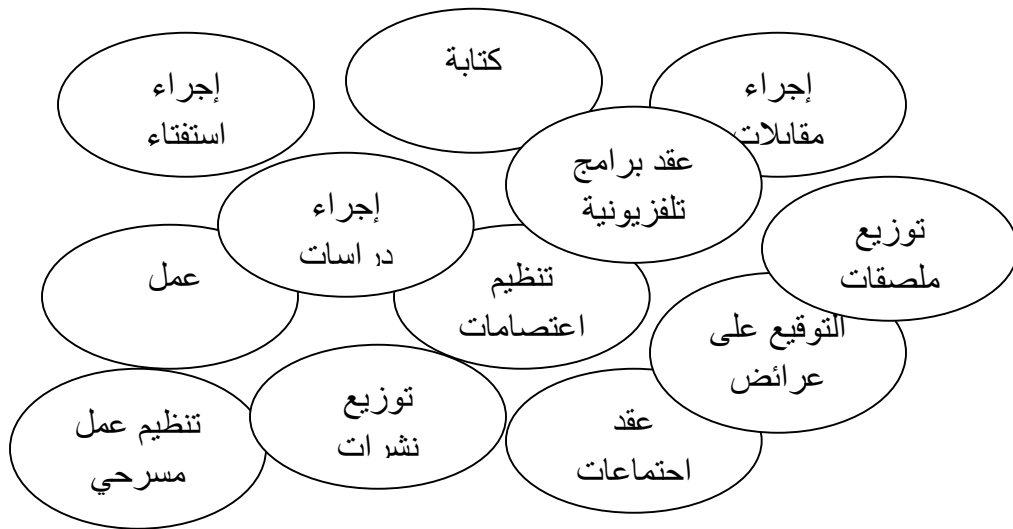 إجراء
استفتاء
كتابة
إجراء
مقابلات
عقد برامج
تلفزيونية
إجراء
دراسات
توزيع
ملصقات
عمل
تنظيم
اعتصامات
التوقيع على
عرائض
تنظيم عمل
مسرحي
توزيع
نشرات
عقد
اجتماعات